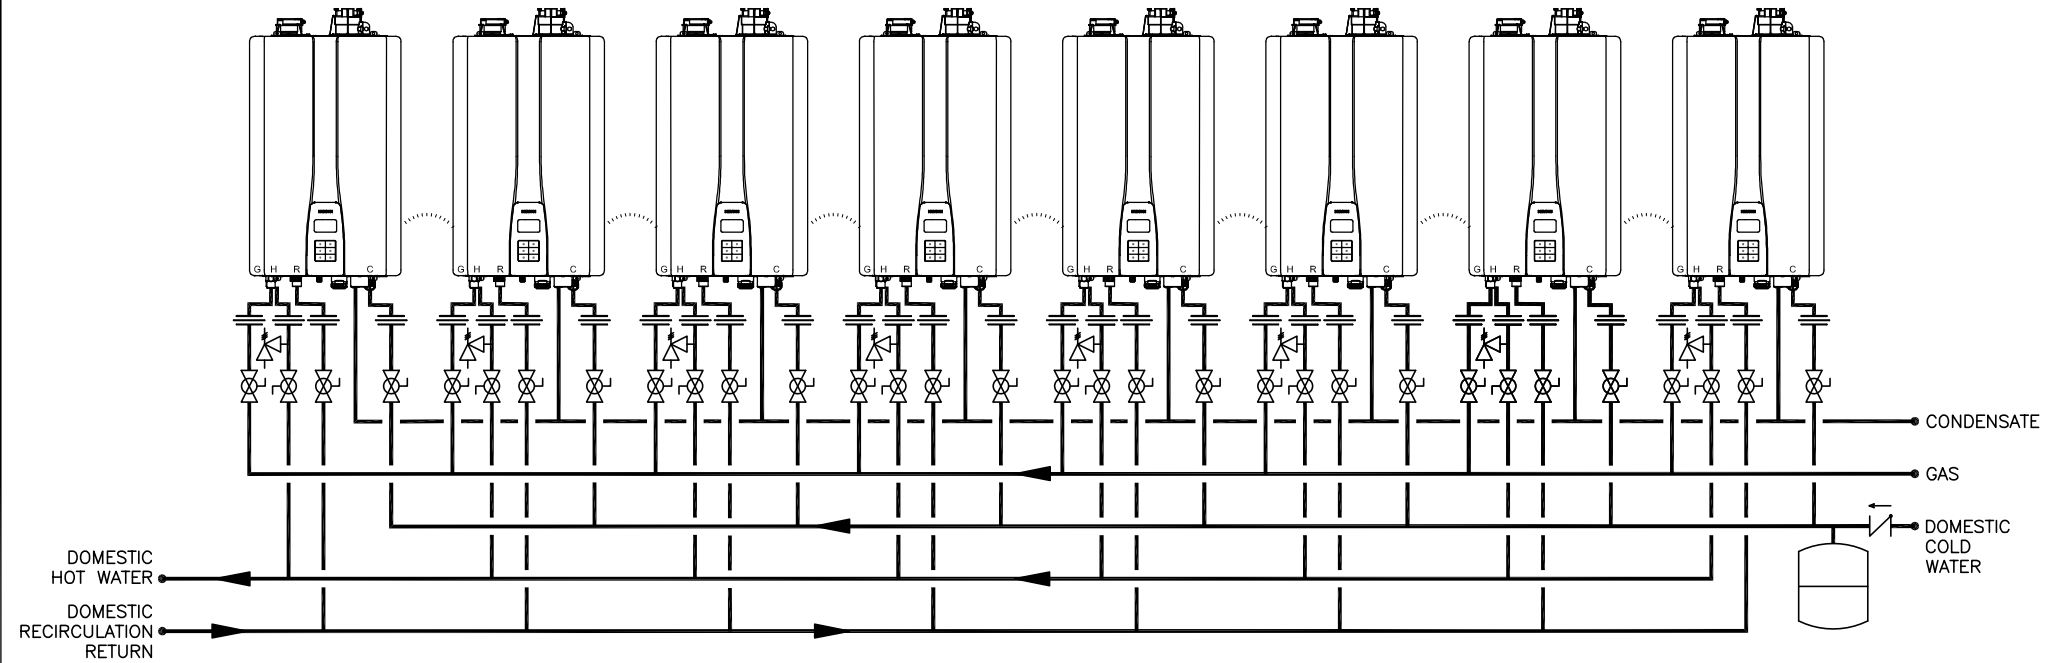 G H R C G H R C G H R C G H R C G H R C G H R C G H R C G H R C
CONDENSATE
GAS
DOMESTIC
COLD
WATER
DOMESTIC
HOT WATER
DOMESTIC
RECIRCULATION
RETURN